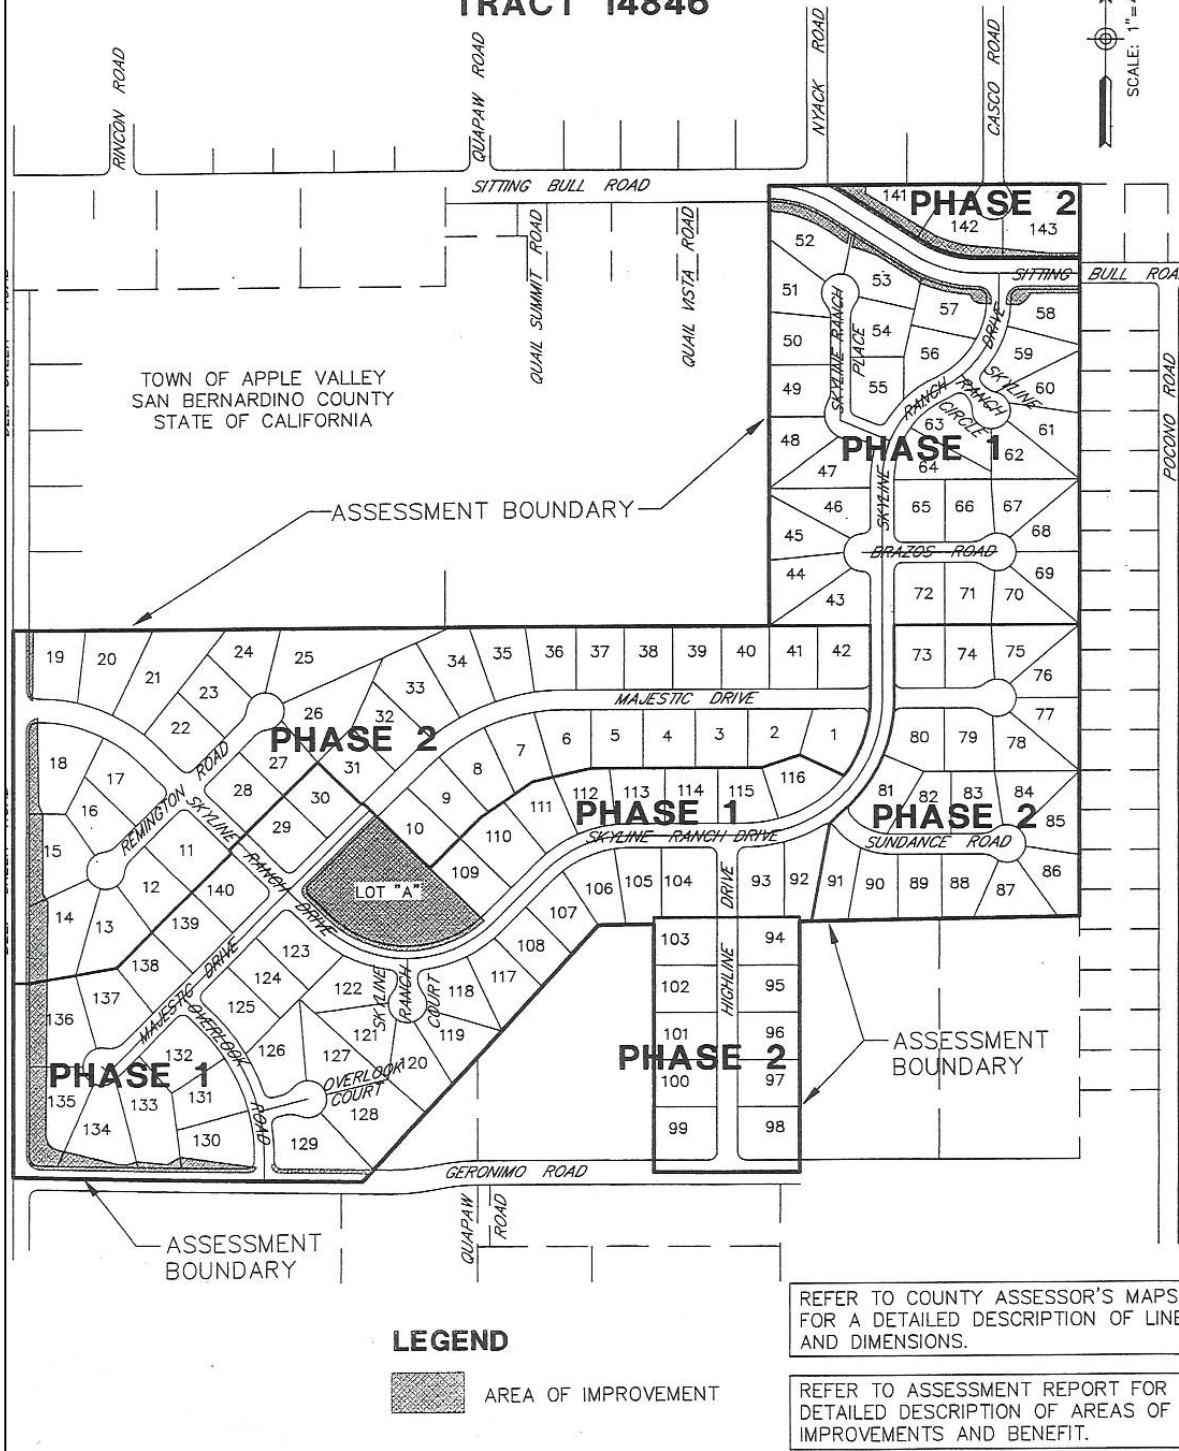 TRACT 14846
RINCON ROAD
QUAPAW ROAD
NYACK ROAD
CASCO ROAD
SCALE: 1"=
SITTING BULL ROAD
QUAIL SUMMIT ROAD
QUAIL VISTA ROAD
141
PHASE 2
142
143
52
SITTING BULL ROA
51
53
57
58
50
54
SKYLINE RANCH PLACE
DRIVE
56
59
49
55
RANCH
SKYLINE RANCH CIRCLE
60
POCONO ROAD
TOWN OF APPLE VALLEY
SAN BERNARDINO COUNTY
STATE OF CALIFORNIA
48
63
61
PHASE 1
47
64
62
ASSESSMENT BOUNDARY
46
SKYLINE
65
66
67
45
68
BRAZOS ROAD
44
69
43
72
71
70
19
20
21
24
25
34
35
36
37
38
39
40
41
42
73
74
75
76
23
33
MAJESTIC DRIVE
22
26
32
77
PHASE 2
7
6
5
4
3
2
1
80
79
78
18
17
REMINGTON ROAD
27
31
8
28
30
9
16
SKYLINE RANCH DRIVE
111
112
113
114
115
116
81
82
83
84
PHASE 1
PHASE 2
85
29
10
110
SKYLINE RANCH DRIVE
SUNDANCE ROAD
15
11
109
12
140
LOT "A"
106
105
104
HIGHLINE DRIVE
93
92
91
90
89
88
87
86
14
13
139
107
103
94
138
123
108
102
95
137
MAJESTIC DRIVE
124
122
SKYLINE RANCH COURT
118
117
136
125
OVERLOOK ROAD
121
119
101
96
ASSESSMENT
BOUNDARY
132
126
127
120
PHASE 1
PHASE 2
OVERLOOK
COURT
100
97
135
133
131
128
134
130
129
99
98
GERONIMO ROAD
QUAPAW ROAD
ASSESSMENT
BOUNDARY
REFER TO COUNTY ASSESSOR'S MAPS
FOR A DETAILED DESCRIPTION OF LINE
AND DIMENSIONS.
LEGEND
AREA OF IMPROVEMENT
REFER TO ASSESSMENT REPORT FOR
DETAILED DESCRIPTION OF AREAS OF
IMPROVEMENTS AND BENEFIT.